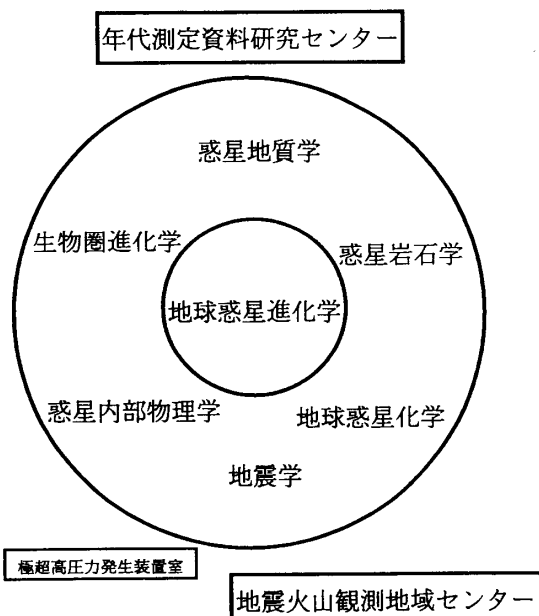 年代測定資料研究センター
惑星地質学
生物圏進化学
惑星岩石学
地球惑星進化学
惑星内部物理学
地球惑星化学
地震学
極超高圧力発生装置室
地震火山観測地域センター